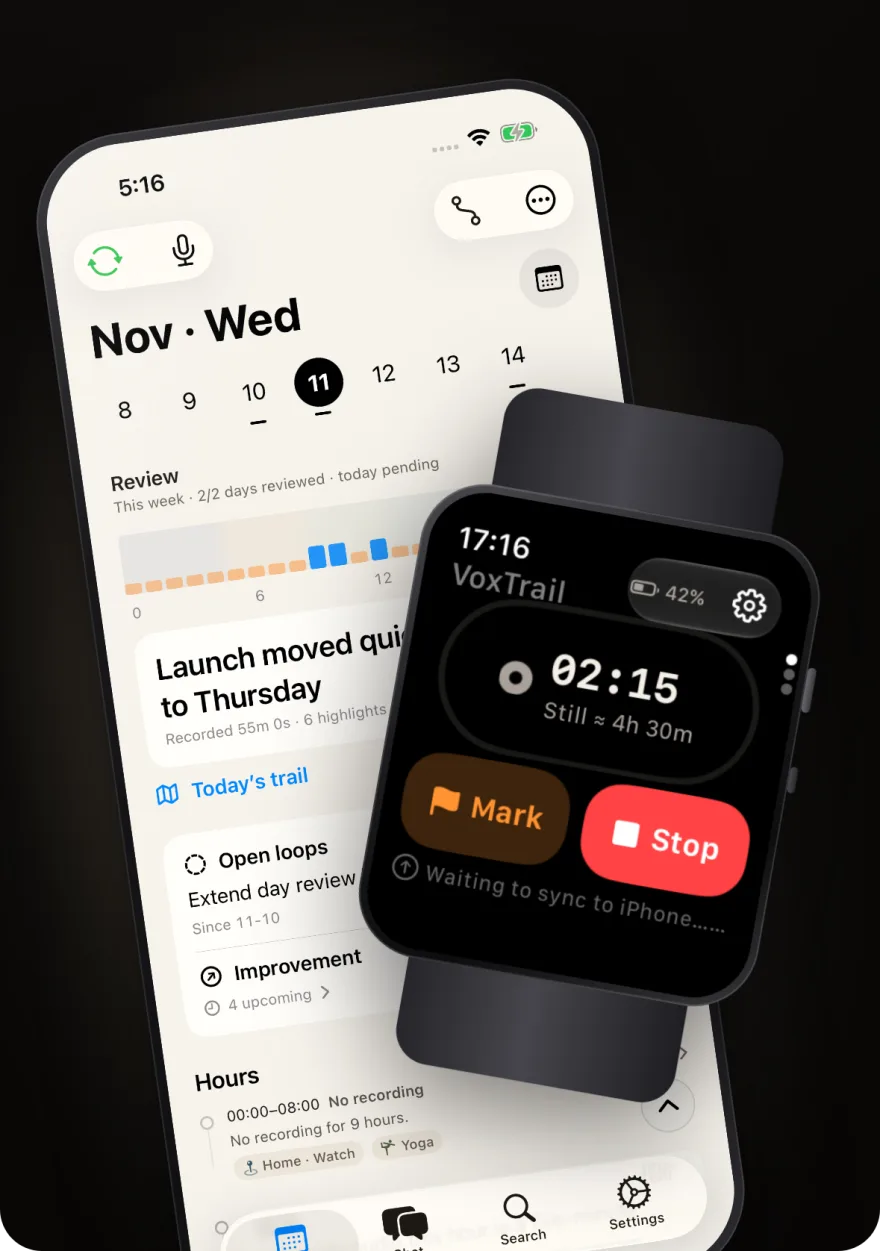 5:16
Nov · Wed
8 9 10 11 12 13 14
Review
This week · 2/2 days reviewed · today pending
0 6 12
Launch moved
to Thursday
Recorded 55m 0s · 6 highlights
Today's trail
Open loops
Extend day review
Since 11-10
Improvement
4 upcoming
Hours
00:00–08:00 No recording
No recording for 9 hours.
Home · Watch
Yoga
Search
Settings
17:16
VoxTrail
42%
02:15
Still ≈ 4h 30m
Mark
Stop
Waiting to sync to iPhone......